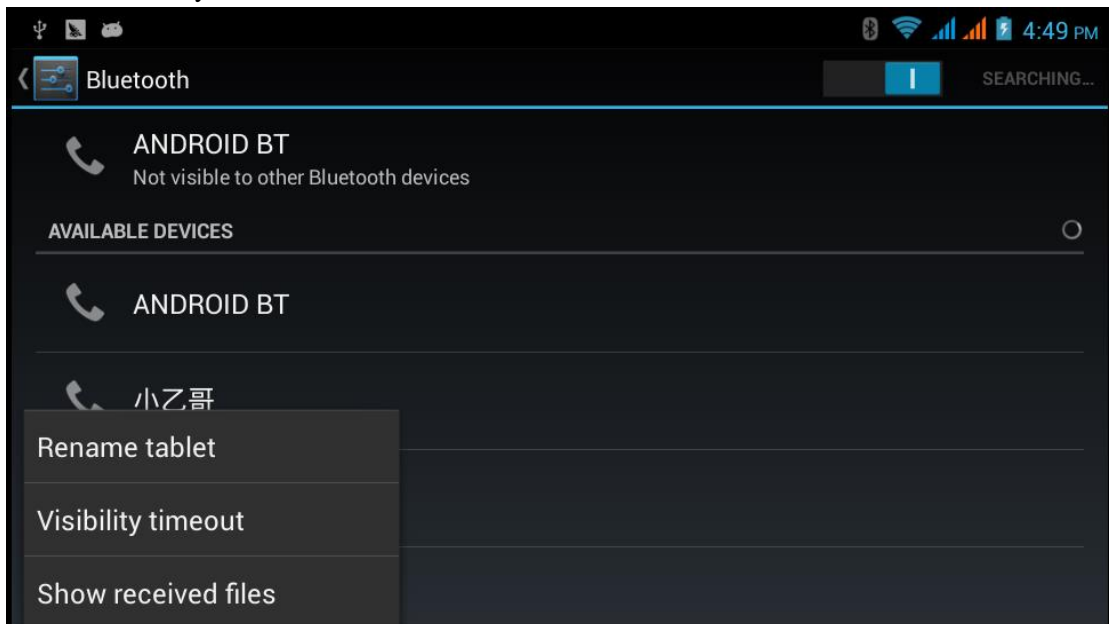 4:49 PM
Bluetooth
SEARCHING...
ANDROID BT
Not visible to other Bluetooth devices
AVAILABLE DEVICES
ANDROID BT
小乙哥
Rename tablet
Visibility timeout
Show received files